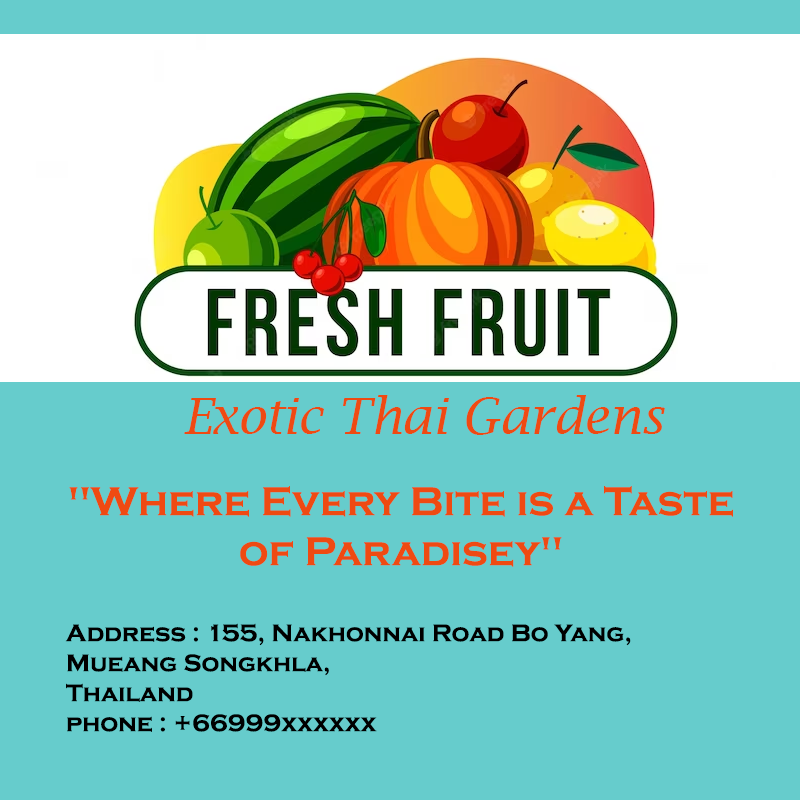 FRESH FRUIT
Exotic Thai Gardens
"Where Every Bite is a Taste
of Paradisey"
Address : 155, Nakhonnai Road Bo Yang,
Mueang Songkhla,
Thailand
phone : +66999xxxxxx